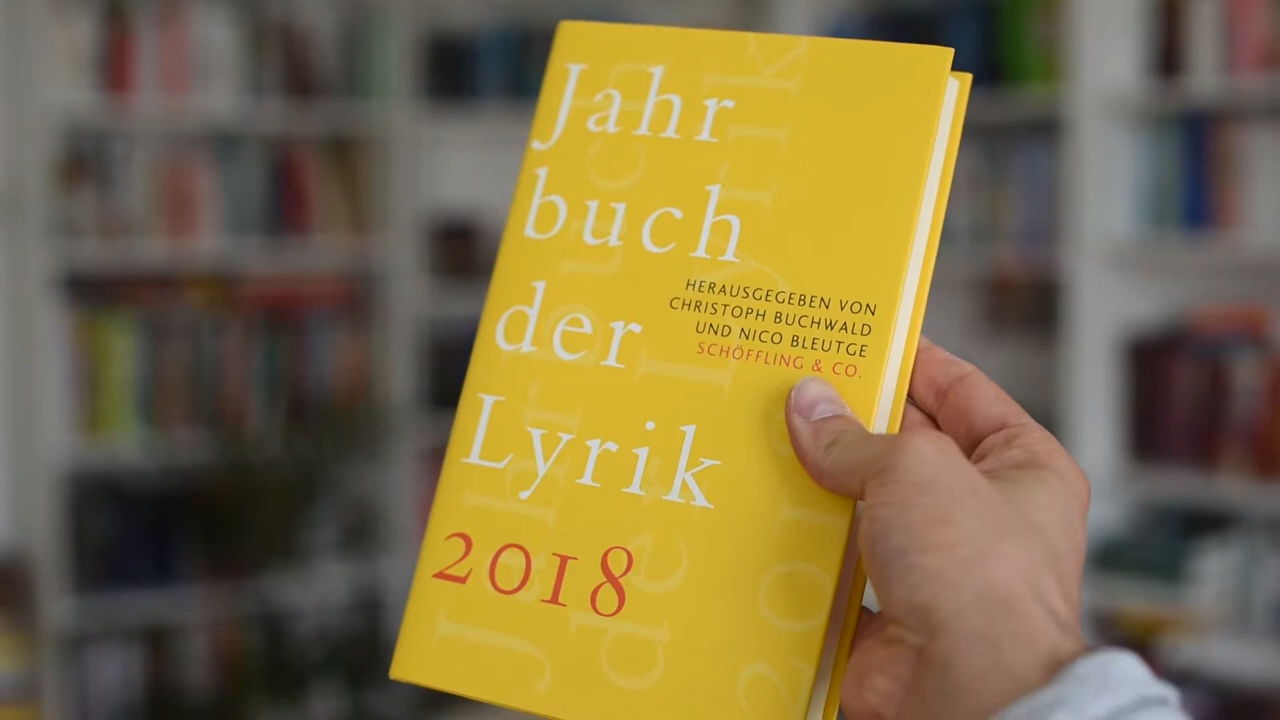 Jahr
buch
der
Lyrik
2018
HERAUSGEGEBEN VON
CHRISTOPH BUCHWALD
UND NICO BLEUTGE
SCHÖFFLING & CO.